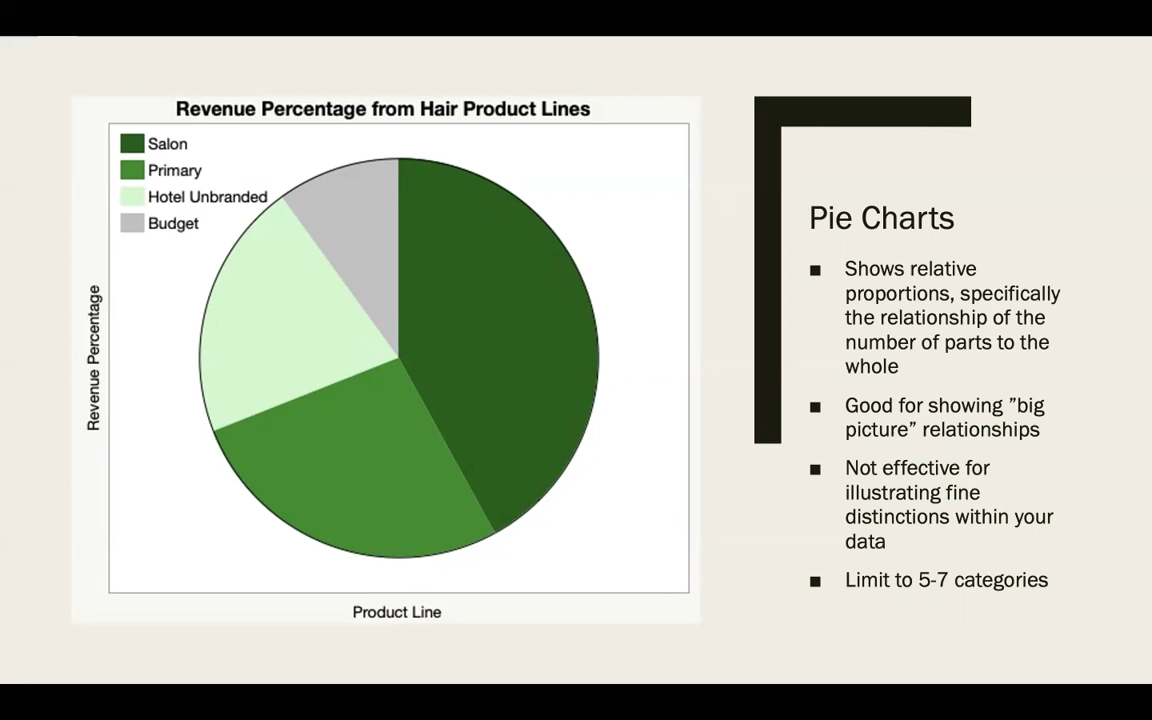 Revenue Percentage from Hair Product Lines
Salon
Primary
Hotel Unbranded
Budget
Revenue Percentage
Product Line
Pie Charts
■ Shows relative
proportions, specifically
the relationship of the
number of parts to the
whole
■ Good for showing ”big
picture” relationships
■ Not effective for
illustrating fine
distinctions within your
data
■ Limit to 5-7 categories